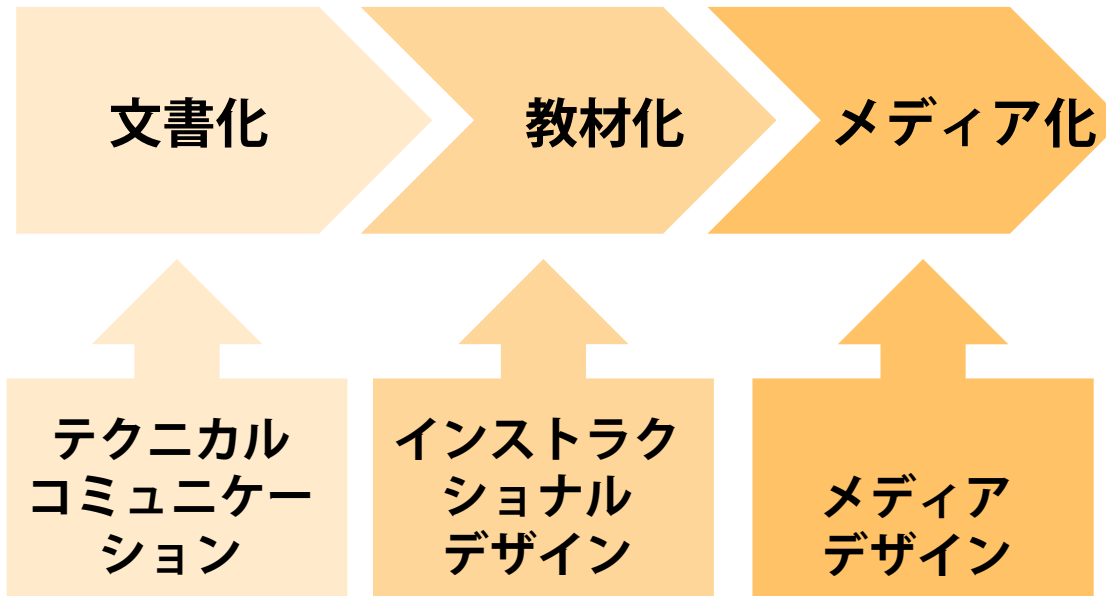 文書化
教材化
メディア化
テクニカル
コミュニケー
ション
インストラク
ショナル
デザイン
メディア
デザイン